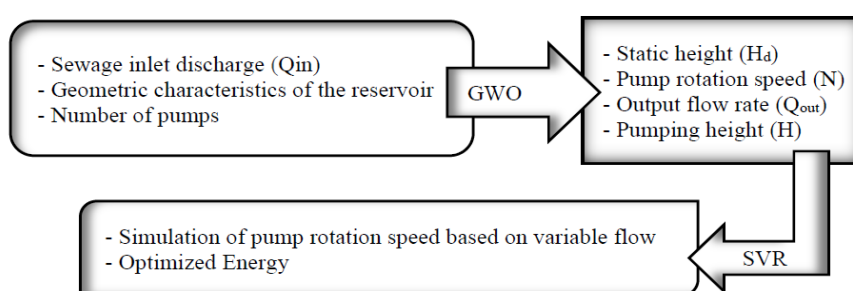 - Sewage inlet discharge (Qin)
- Geometric characteristics of the reservoir
- Number of pumps
GWO
- Static height (Hd)
- Pump rotation speed (N)
- Output flow rate (Qout)
- Pumping height (H)
SVR
- Simulation of pump rotation speed based on variable flow
- Optimized Energy